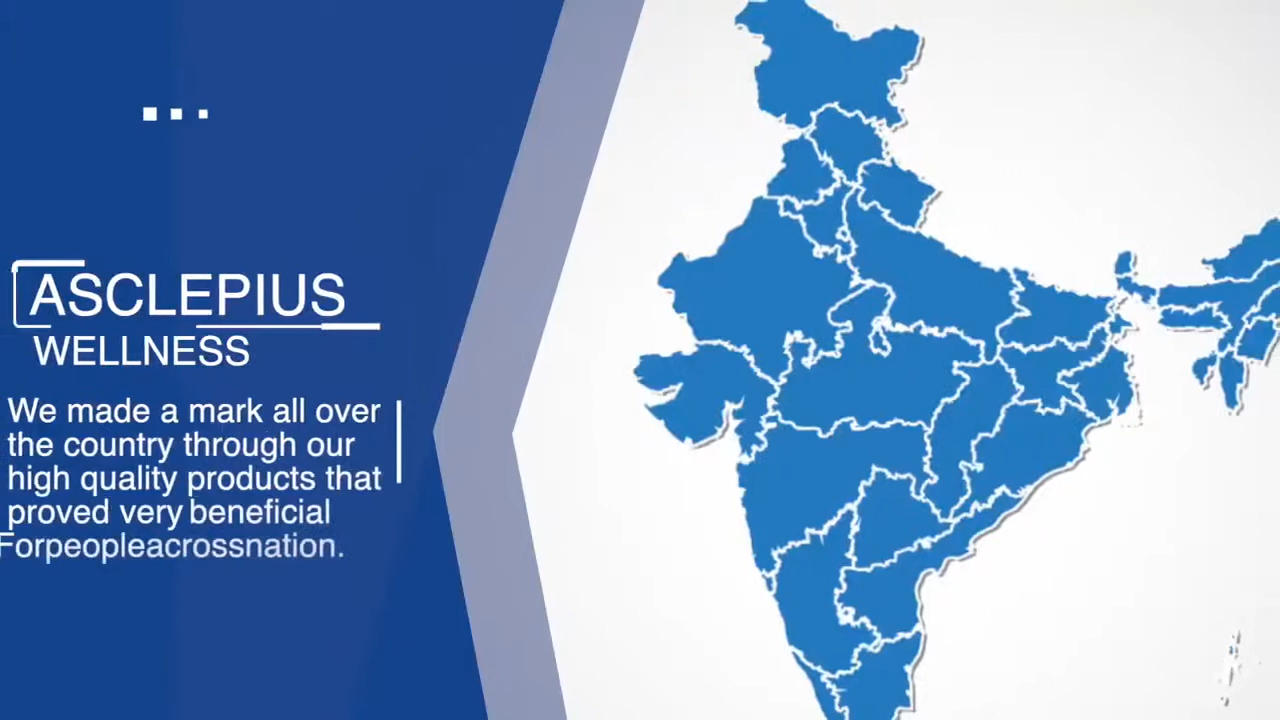 ASCLEPIUS
WELLNESS
We made a mark all over
the country through our
high quality products that
proved very beneficial
Forpeopleacrossnation.